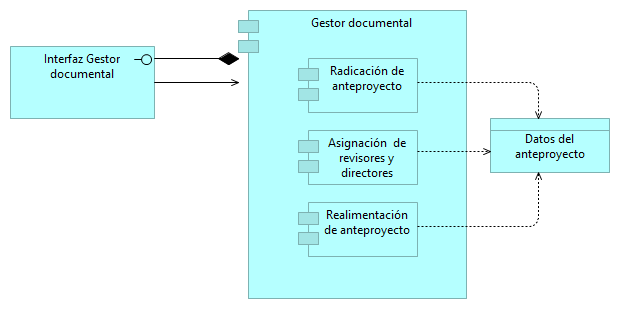 Gestor documental
Interfaz Gestor
documental
Radicación de
anteproyecto
Asignación de
revisores y
directores
Datos del
anteproyecto
Realimentación
de anteproyecto